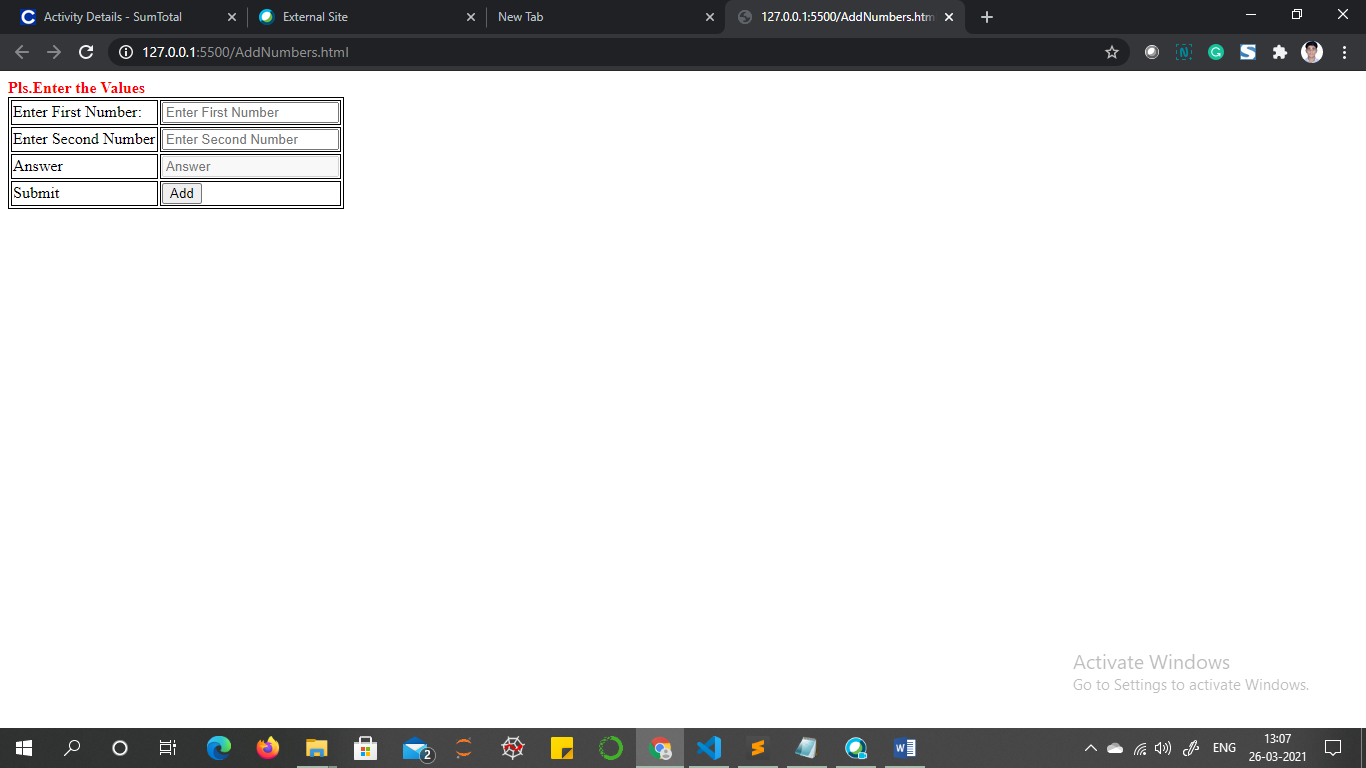 Activity Details - SumTotal
External Site
New Tab
127.0.0.1:5500/AddNumbers.htm
127.0.0.1:5500/AddNumbers.html
Pls.Enter the Values
Enter First Number: Enter First Number
Enter Second Number Enter Second Number
Answer Answer
Submit Add
Activate Windows
Go to Settings to activate Windows.
2
ENG
13:07
26-03-2021